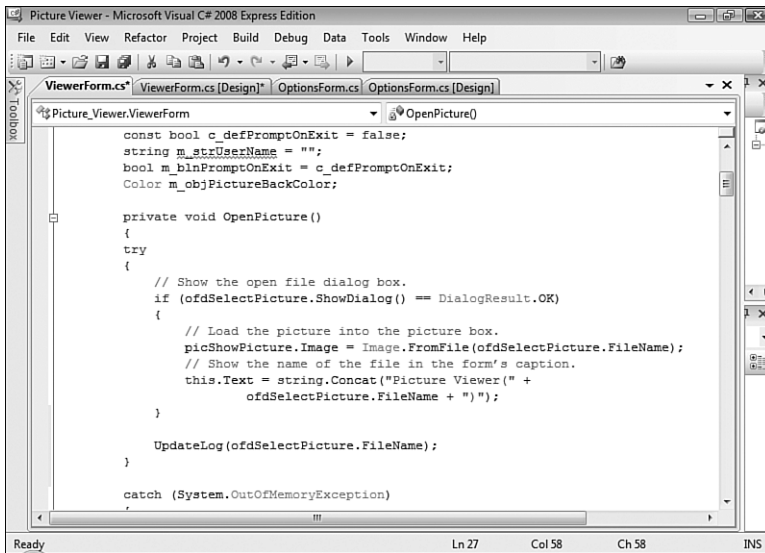 Picture Viewer - Microsoft Visual C# 2008 Express Edition
File Edit View Refactor Project Build Debug Data Tools Window Help
ViewerForm.cs* ViewerForm.cs [Design]* OptionsForm.cs OptionsForm.cs [Design]
Toolbox
Picture_Viewer.ViewerForm OpenPicture()
const bool c_defPromptOnExit = false;
string m_strUserName = "";
bool m_blnPromptOnExit = c_defPromptOnExit;
Color m_objPictureBackColor;
private void OpenPicture()
{
try
{
// Show the open file dialog box.
if (ofdSelectPicture.ShowDialog() == DialogResult.OK)
{
// Load the picture into the picture box.
picShowPicture.Image = Image.FromFile(ofdSelectPicture.FileName);
// Show the name of the file in the form's caption.
this.Text = string.Concat("Picture Viewer(" +
ofdSelectPicture.FileName + ")");
}
UpdateLog(ofdSelectPicture.FileName);
}
catch (System.OutOfMemoryException)
Ready Ln 27 Col 58 Ch 58 INS